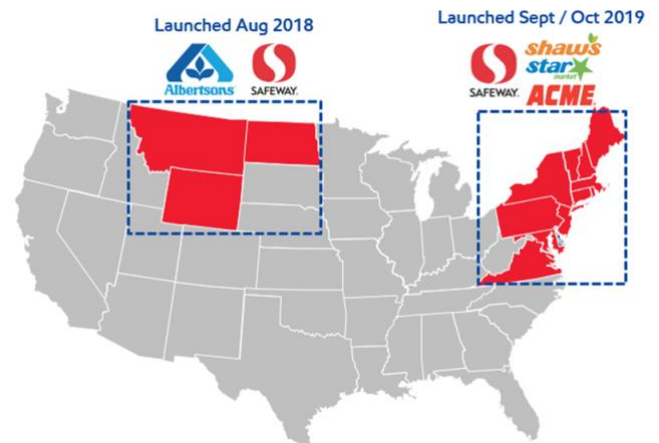 Launched Aug 2018
Albertsons
SAFEWAY.
Launched Sept / Oct 2019
SAFEWAY.
shaw's
star
market
ACME